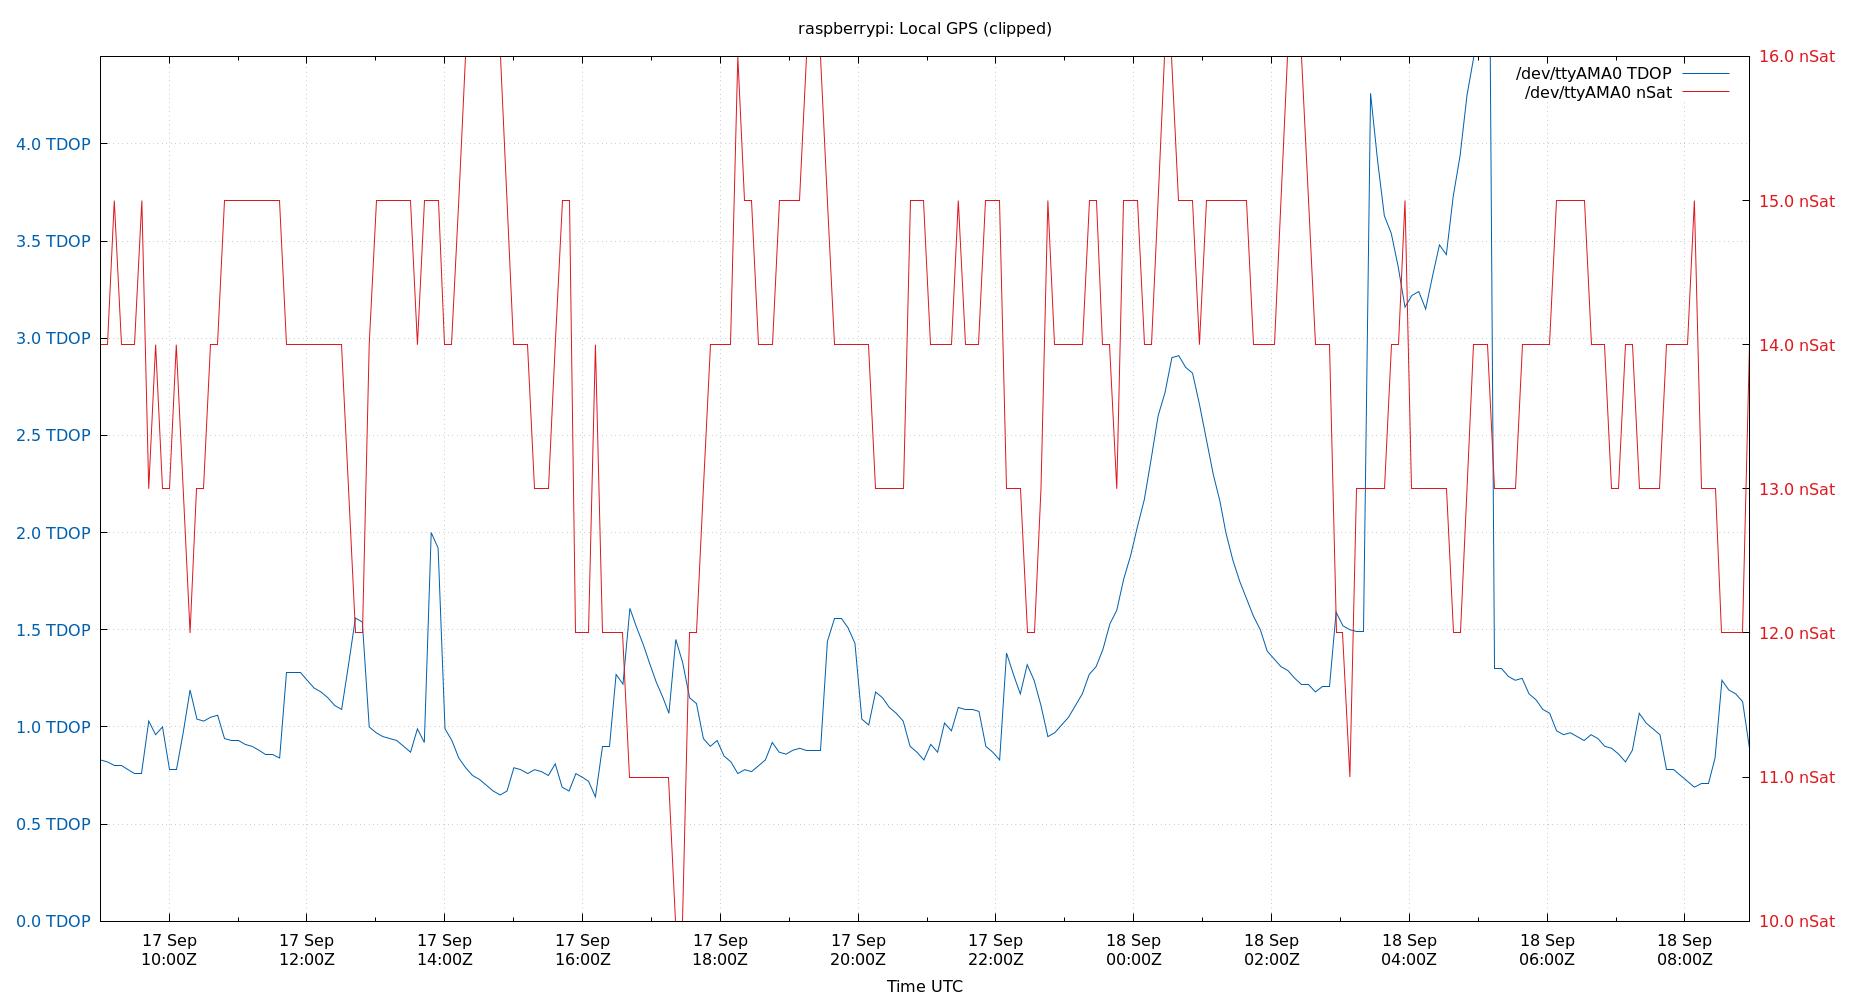 raspberrypi: Local GPS (clipped)
16.0 nSat
/dev/ttyAMA0 TDOP
/dev/ttyAMA0 nSat
4.0 TDOP
15.0 nSat
3.5 TDOP
3.0 TDOP
14.0 nSat
2.5 TDOP
13.0 nSat
2.0 TDOP
1.5 TDOP
12.0 nSat
1.0 TDOP
11.0 nSat
0.5 TDOP
0.0 TDOP
10.0 nSat
17 Sep 17 Sep 17 Sep 17 Sep 17 Sep 17 Sep 17 Sep 18 Sep 18 Sep 18 Sep 18 Sep 18 Sep
10:00Z 12:00Z 14:00Z 16:00Z 18:00Z 20:00Z 22:00Z 00:00Z 02:00Z 04:00Z 06:00Z 08:00Z
Time UTC